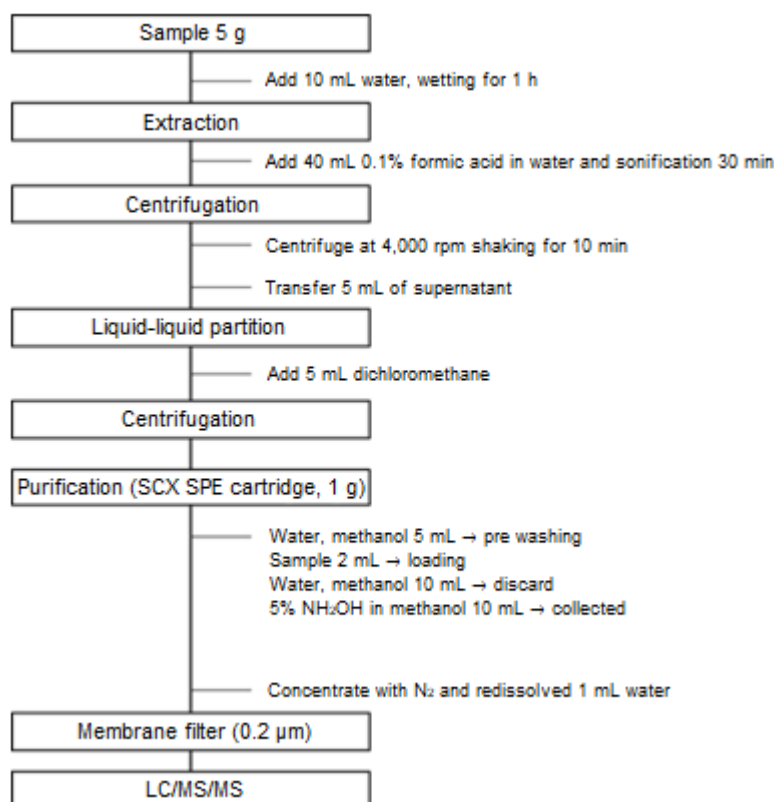 Sample 5 g
Add 10 mL water, wetting for 1 h
Extraction
Add 40 mL 0.1% formic acid in water and sonification 30 min
Centrifugation
Centrifuge at 4,000 rpm shaking for 10 min
Transfer 5 mL of supernatant
Liquid-liquid partition
Add 5 mL dichloromethane
Centrifugation
Purification (SCX SPE cartridge, 1 g)
Water, methanol 5 mL → pre washing
Sample 2 mL → loading
Water, methanol 10 mL → discard
5% NH₂OH in methanol 10 mL → collected
Concentrate with N₂ and redissolved 1 mL water
Membrane filter (0.2 μm)
LC/MS/MS